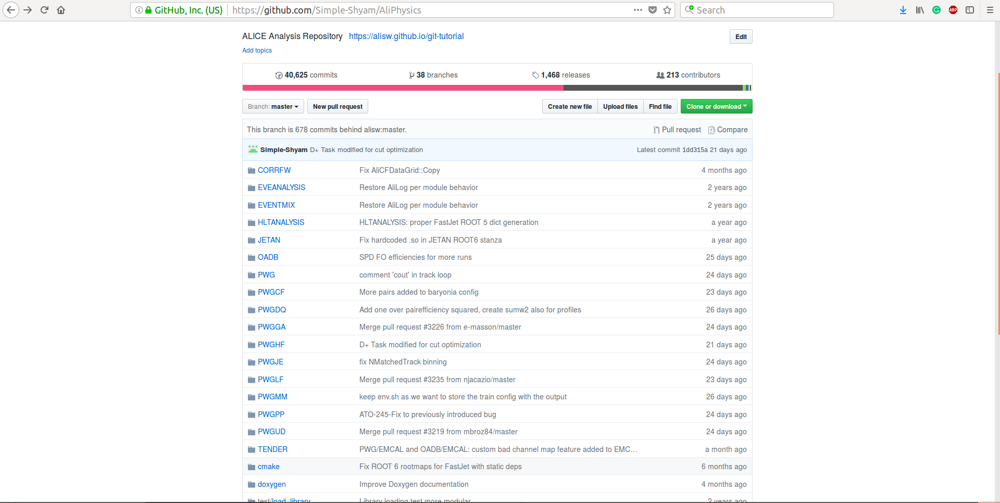 GitHub, Inc. (US) https://github.com/Simple-Shyam/AliPhysics Search ABP
ALICE Analysis Repository https://alisw.github.io/git-tutorial Edit
Add topics
40,625 commits 38 branches 1,468 releases 213 contributors
Branch: master New pull request Create new file Upload files Find file Clone or download
This branch is 678 commits behind alisw:master. Pull request Compare
Simple-Shyam D+ Task modified for cut optimization Latest commit 1dd315a 21 days ago
CORRFW Fix AliCFDataGrid::Copy 4 months ago
EVEANALYSIS Restore AliLog per module behavior 2 years ago
EVENTMIX Restore AliLog per module behavior 2 years ago
HLTANALYSIS HLTANALYSIS: proper FastJet ROOT 5 dict generation a year ago
JETAN Fix hardcoded .so in JETAN ROOT6 stanza a year ago
OADB SPD FO efficiencies for more runs 25 days ago
PWG comment 'cout' in track loop 24 days ago
PWGCF More pairs added to baryonia config 23 days ago
PWGDQ Add one over pairefficiency squared, create sumw2 also for profiles 26 days ago
PWGGA Merge pull request #3226 from e-masson/master 24 days ago
PWGHF D+ Task modified for cut optimization 21 days ago
PWGJE fix NMatchedTrack binning 24 days ago
PWGLF Merge pull request #3235 from njacazio/master 23 days ago
PWGMM keep env.sh as we want to store the train config with the output 26 days ago
PWGPP ATO-245-Fix to previously introduced bug 24 days ago
PWGUD Merge pull request #3219 from mbroz84/master 24 days ago
TENDER PWG/EMCAL and OADB/EMCAL: custom bad channel map feature added to EMC… a month ago
cmake Fix ROOT 6 rootmaps for FastJet with static deps 6 months ago
doxygen Improve Doxygen documentation 4 months ago
test/load_library Library loading test more modular 2 years ago